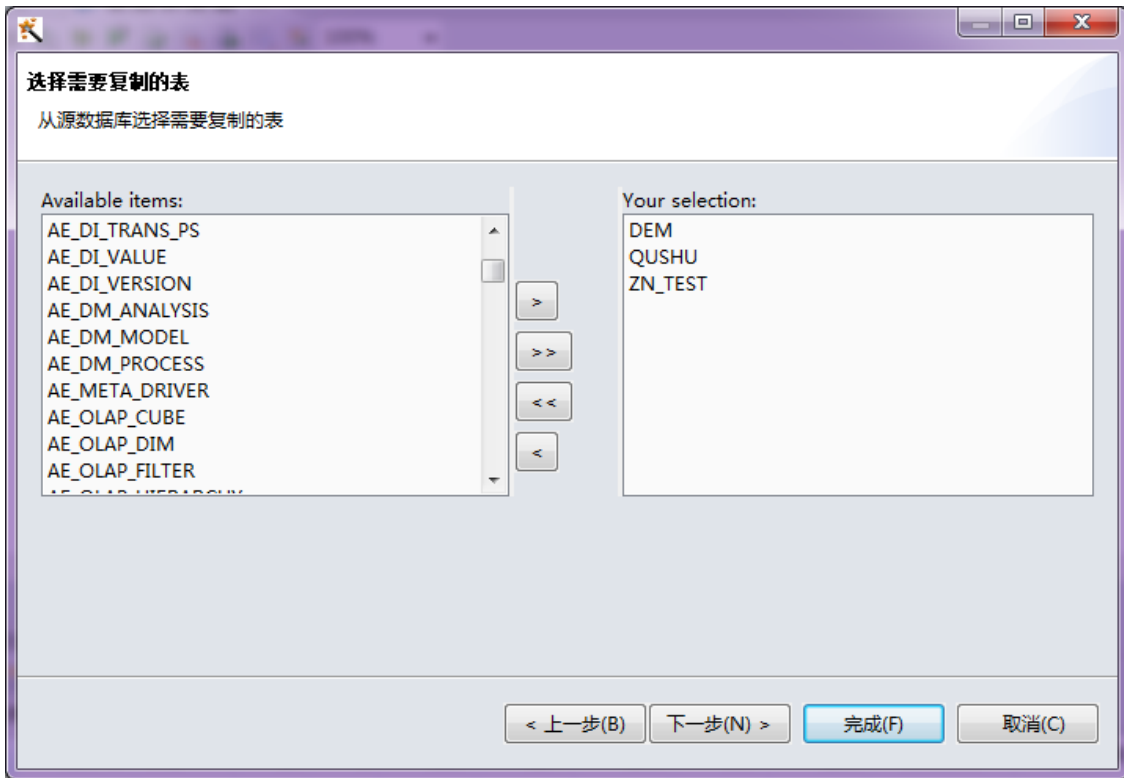 选择需要复制的表
从源数据库选择需要复制的表
Available items:
AE_DI_TRANS_PS
AE_DI_VALUE
AE_DI_VERSION
AE_DM_ANALYSIS
AE_DM_MODEL
AE_DM_PROCESS
AE_META_DRIVER
AE_OLAP_CUBE
AE_OLAP_DIM
AE_OLAP_FILTER
AE_OLAP_HIERARCHY
>
>>
<<
<
Your selection:
DEM
QUSHU
ZN_TEST
< 上一步(B)
下一步(N) >
完成(F)
取消(C)